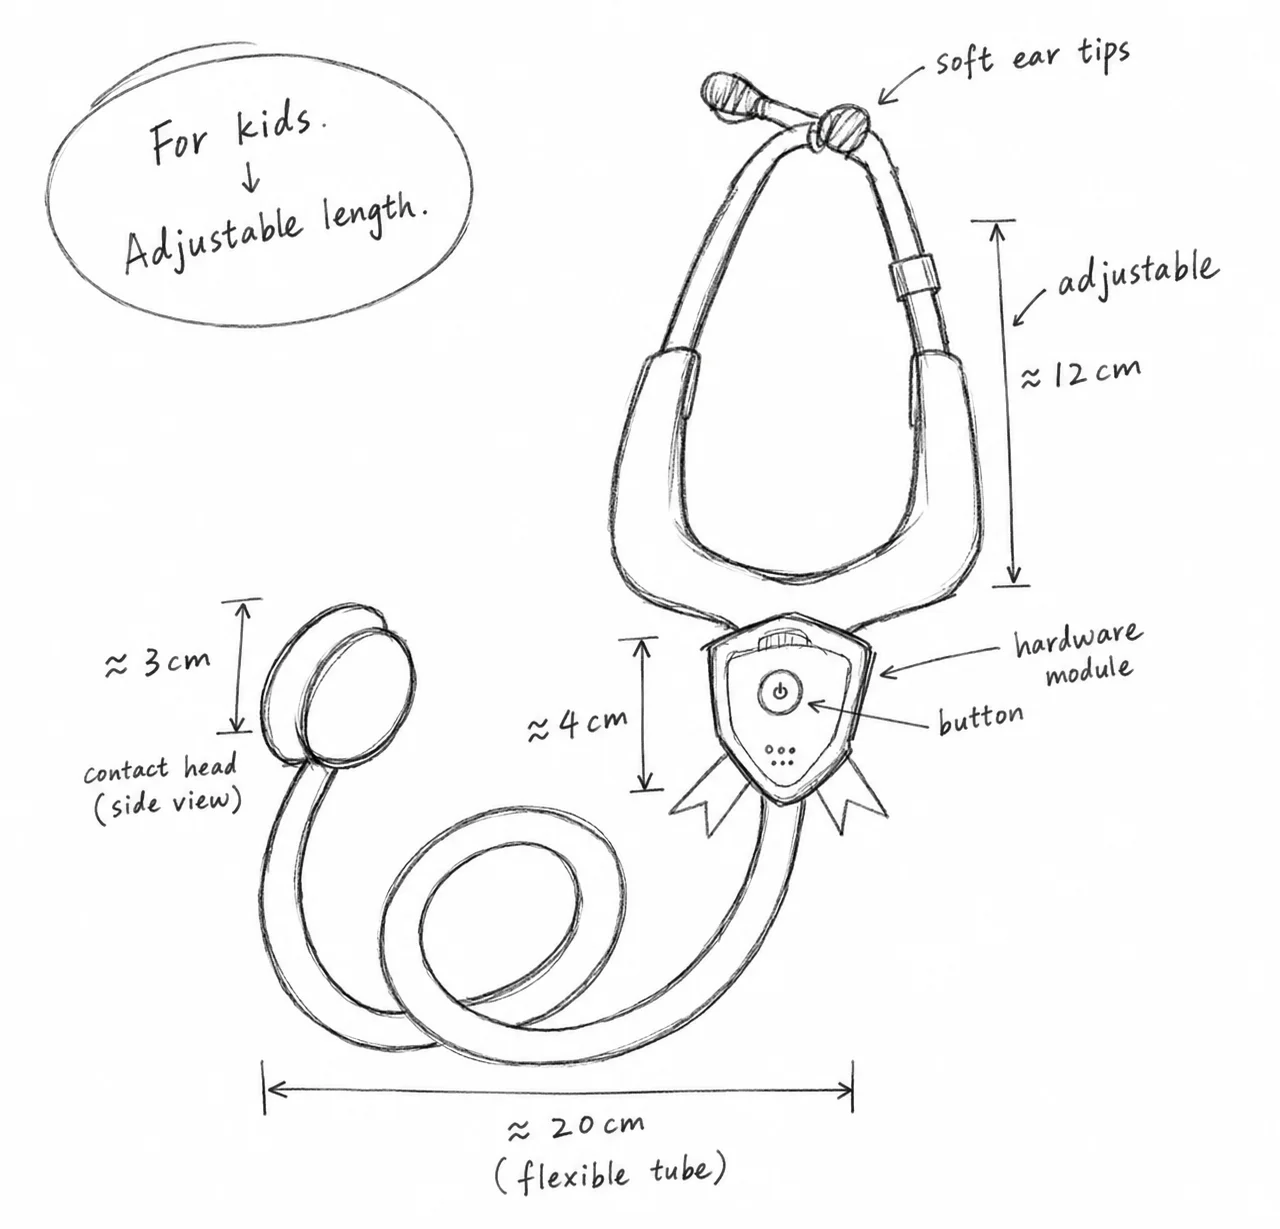 For kids.
↓
Adjustable length.
soft ear tips
adjustable
≈ 12 cm
hardware
module
button
≈ 4 cm
≈ 3 cm
contact head
(side view)
≈ 20 cm
(flexible tube)